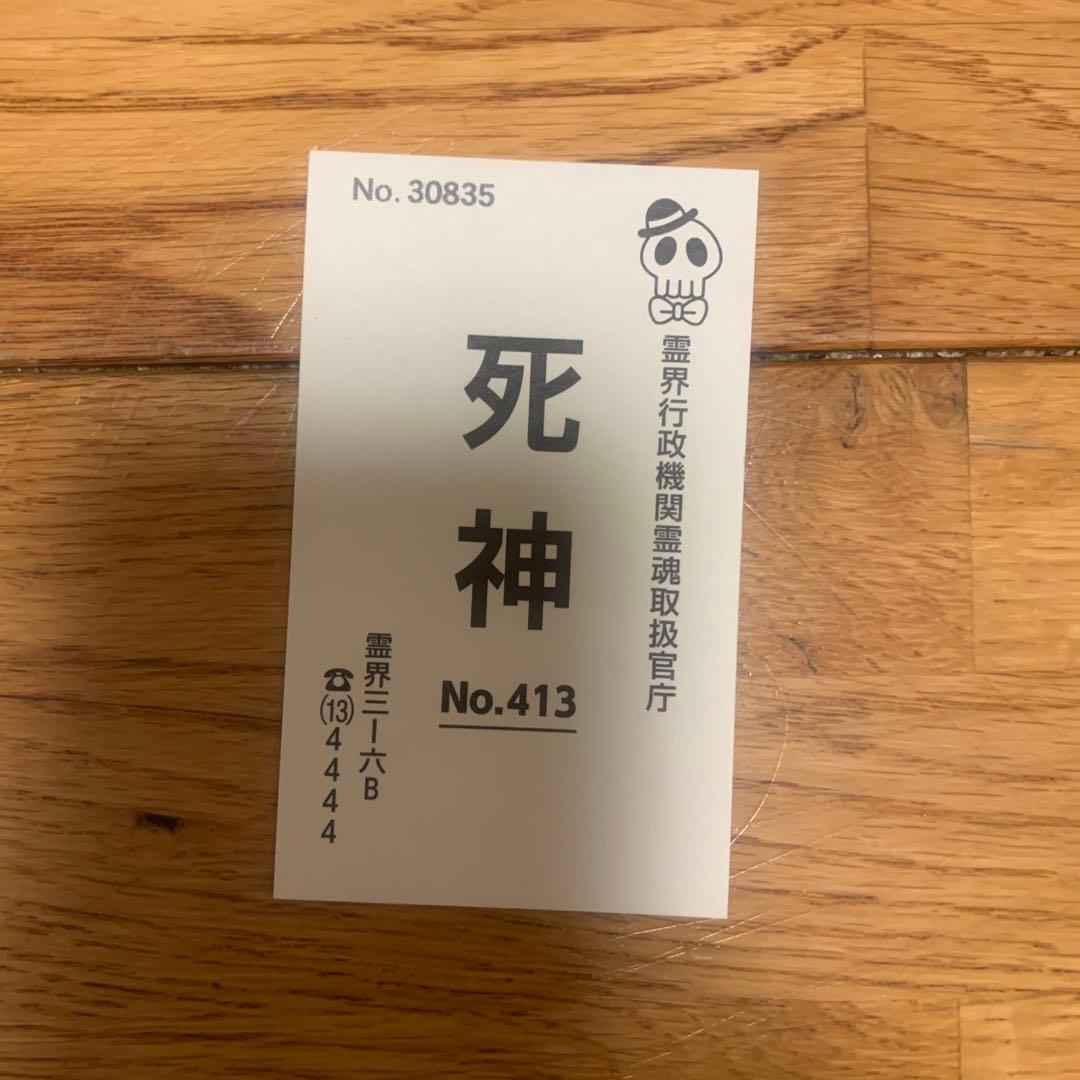 No. 30835
霊界行政機関霊魂取扱官庁
死神
No.413
霊界三ー六B
☎(13)4444